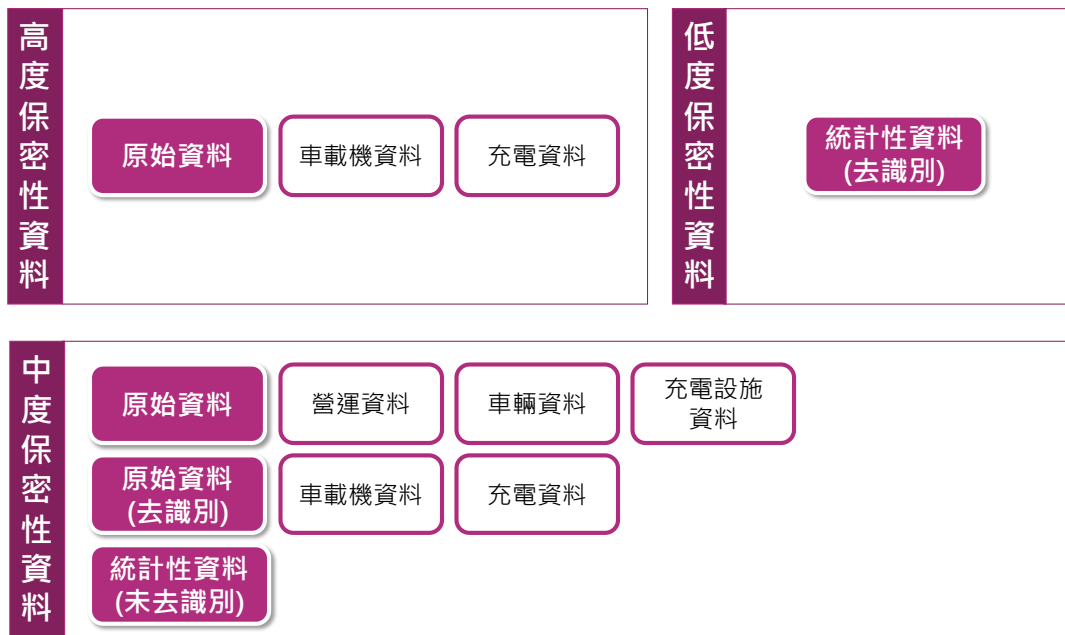 高度保密性資料
原始資料
車載機資料
充電資料
低度保密性資料
統計性資料
(去識別)
中度保密性資料
原始資料
營運資料
車輛資料
充電設施
資料
原始資料
(去識別)
車載機資料
充電資料
統計性資料
(未去識別)